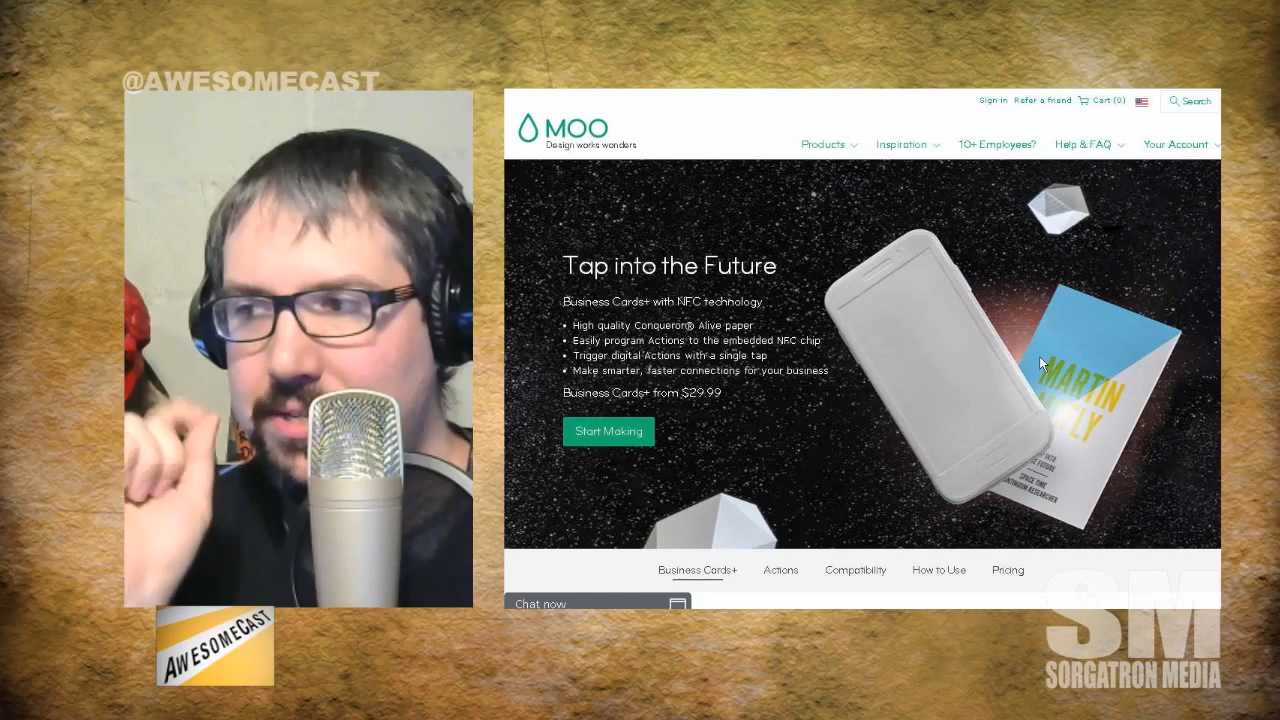 @AWESOMECAST
Sign in Refer a friend Cart (0) Search
MOO
Design works wonders
Products Inspiration 10+ Employees? Help & FAQ Your Account
Tap into the Future
Business Cards+ with NFC technology
• High quality Conqueror® Alive paper
• Easily program Actions to the embedded NFC chip
• Trigger digital Actions with a single tap
• Make smarter, faster connections for your business
Business Cards+ from $29.99
Start Making
MARTIN
FUTURE
SPACE TIME
RESEARCHER
Business Cards+ Actions Compatibility How to Use Pricing
Chat now
AWESOMECAST
SM
SORGATRON MEDIA